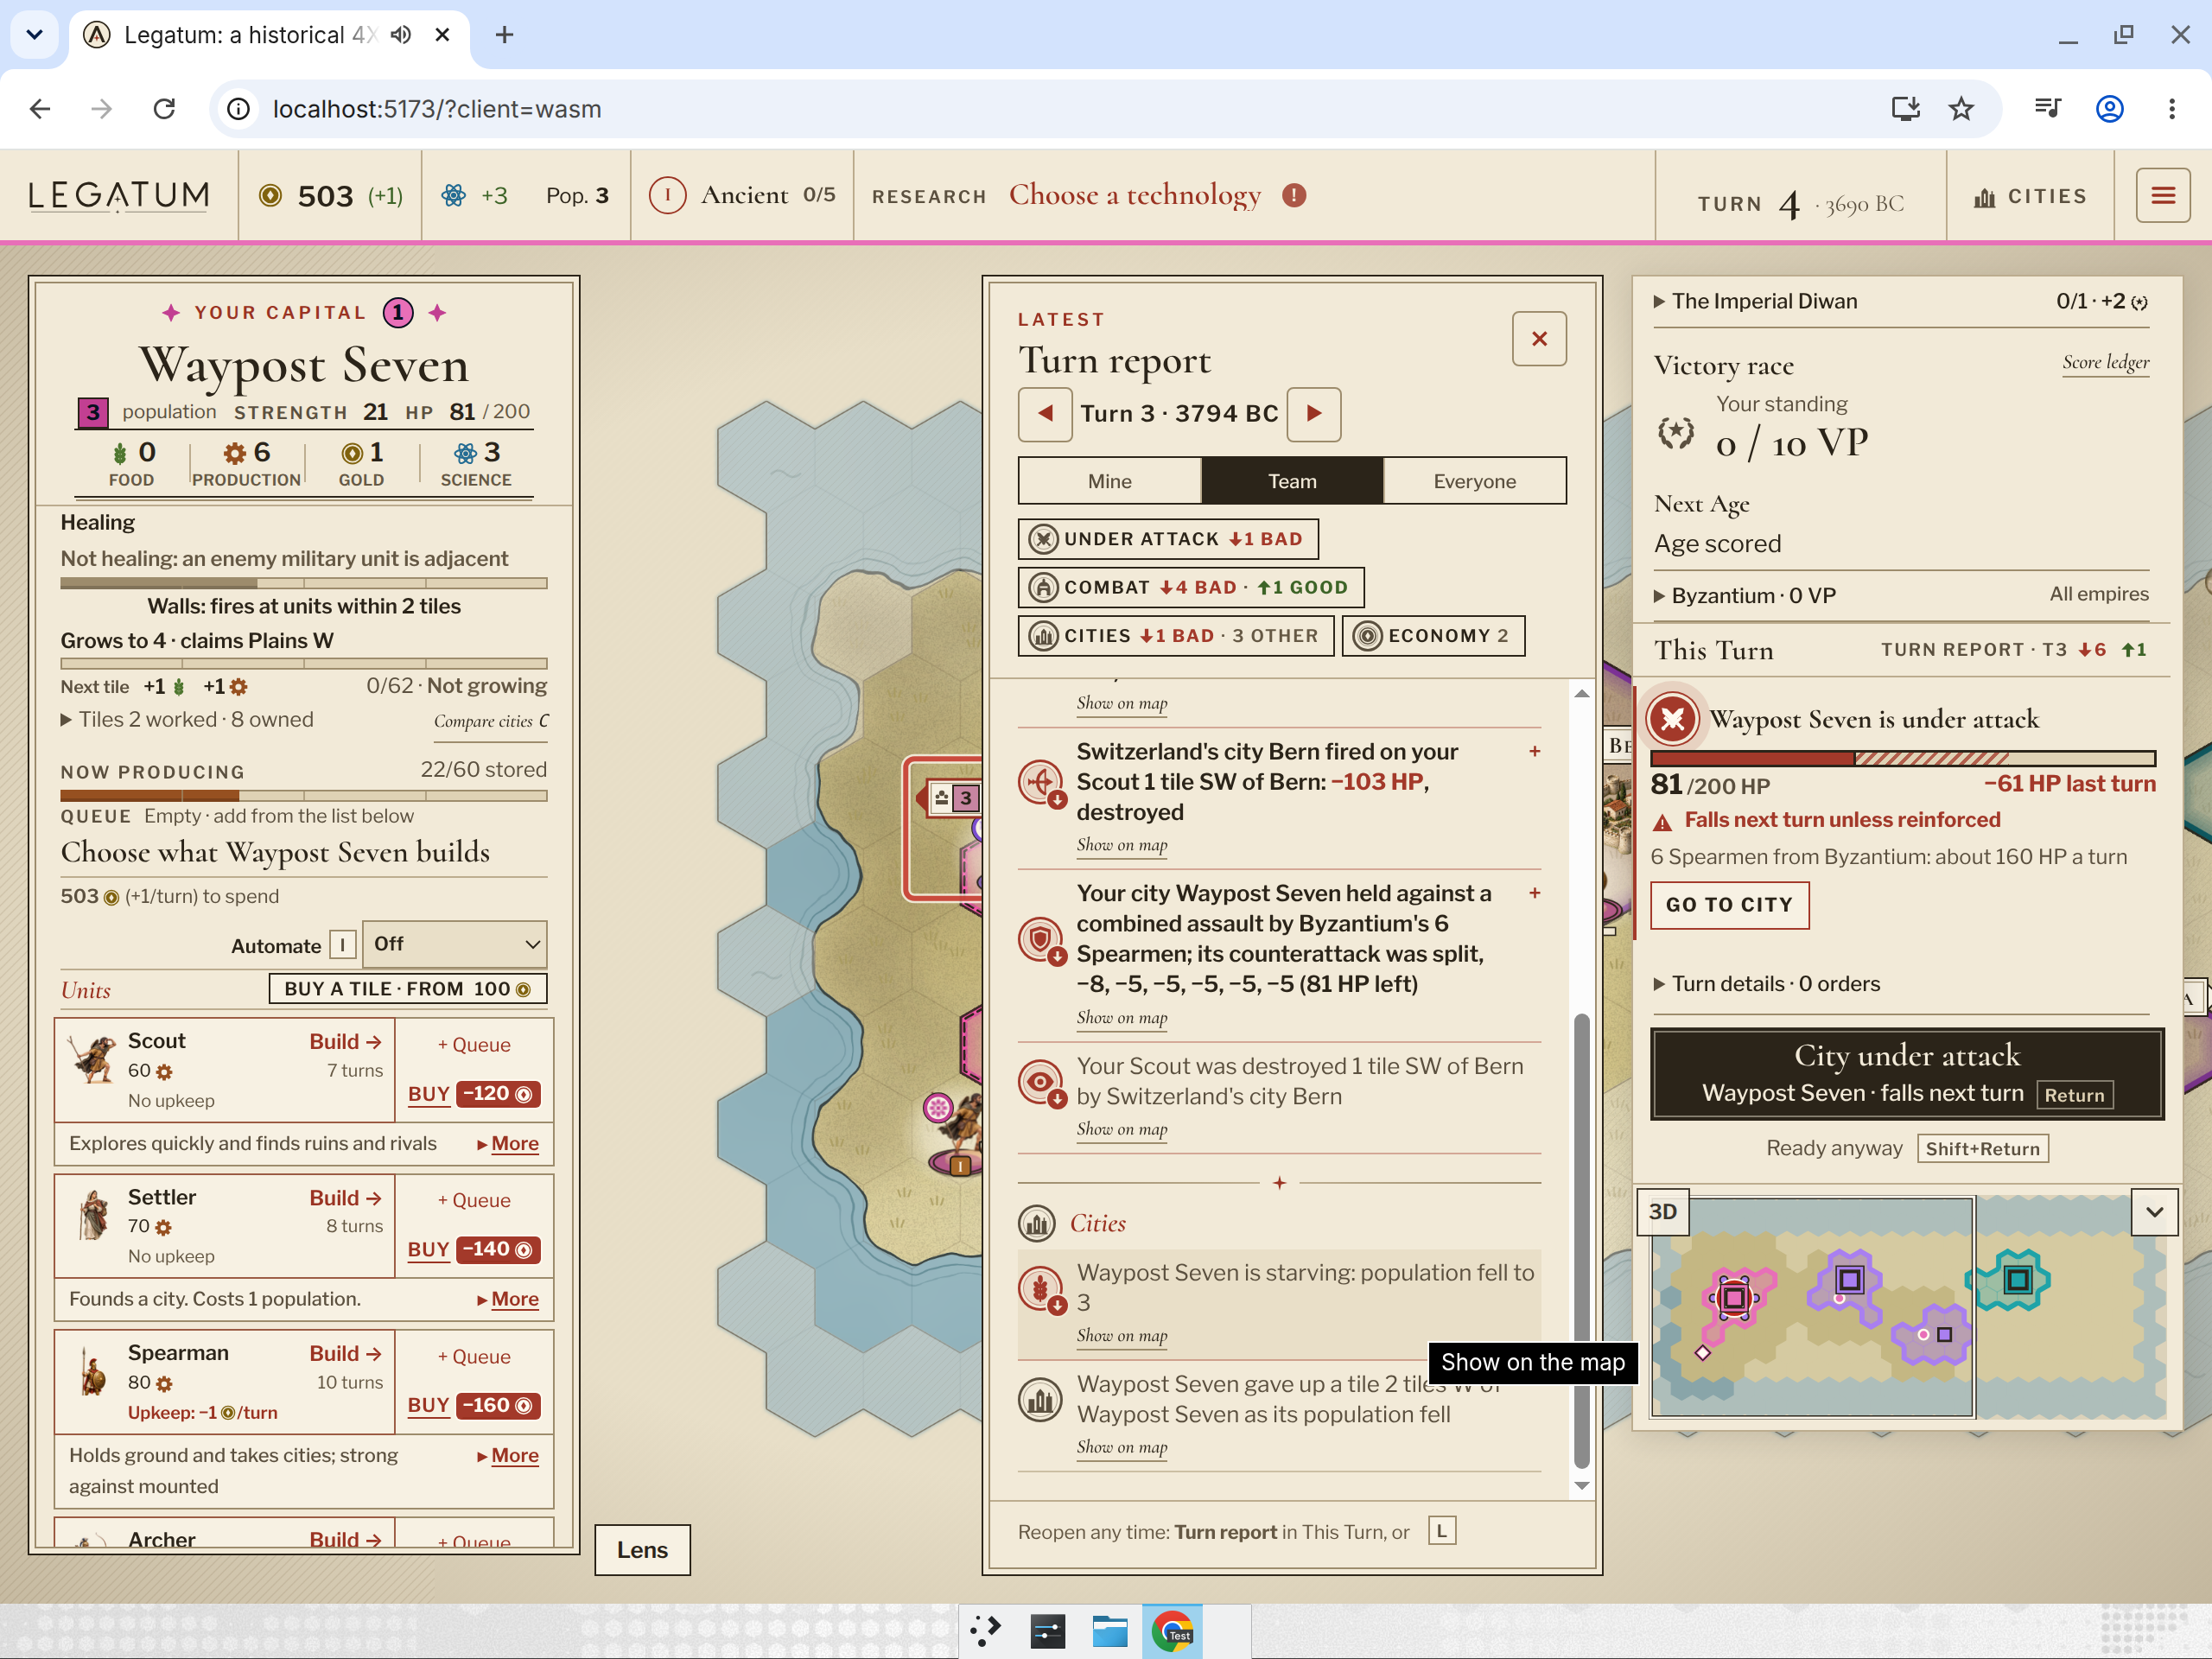 Legatum: a historical 4X
localhost:5173/?client=wasm
LEGATUM
503 (+1)
+3
Pop. 3
I Ancient 0/5
RESEARCH Choose a technology !
TURN 4 · 3690 BC
CITIES
YOUR CAPITAL 1
Waypost Seven
3 population STRENGTH 21 HP 81 / 200
0 FOOD
6 PRODUCTION
1 GOLD
3 SCIENCE
Healing
Not healing: an enemy military unit is adjacent
Walls: fires at units within 2 tiles
Grows to 4 · claims Plains W
Next tile +1 +1 0/62 · Not growing
Tiles 2 worked · 8 owned Compare cities C
NOW PRODUCING 22/60 stored
QUEUE Empty · add from the list below
Choose what Waypost Seven builds
503 (+1/turn) to spend
Automate I Off
Units BUY A TILE · FROM 100
Scout Build → + Queue
60 7 turns
No upkeep BUY −120
Explores quickly and finds ruins and rivals More
Settler Build → + Queue
70 8 turns
No upkeep BUY −140
Founds a city. Costs 1 population. More
Spearman Build → + Queue
80 10 turns
Upkeep: −1 /turn BUY −160
Holds ground and takes cities; strong against mounted More
Archer Build → + Queue
Lens
3
I
LATEST
Turn report
Turn 3 · 3794 BC
Mine Team Everyone
UNDER ATTACK 1 BAD
COMBAT 4 BAD · 1 GOOD
CITIES 1 BAD · 3 OTHER
ECONOMY 2
Show on map
Switzerland's city Bern fired on your
Scout 1 tile SW of Bern: −103 HP,
destroyed
+
Show on map
Your city Waypost Seven held against a
combined assault by Byzantium's 6
Spearmen; its counterattack was split,
−8, −5, −5, −5, −5, −5 (81 HP left)
+
Show on map
Your Scout was destroyed 1 tile SW of Bern
by Switzerland's city Bern
Show on map
Cities
Waypost Seven is starving: population fell to
3
Show on map
Show on the map
Waypost Seven gave up a tile 2 tiles W of
Waypost Seven as its population fell
Show on map
Reopen any time: Turn report in This Turn, or L
The Imperial Diwan 0/1 · +2
Victory race Score ledger
Your standing
0 / 10 VP
Next Age
Age scored
Byzantium · 0 VP All empires
This Turn TURN REPORT · T3 6 1
Waypost Seven is under attack
81 /200 HP −61 HP last turn
Falls next turn unless reinforced
6 Spearmen from Byzantium: about 160 HP a turn
GO TO CITY
Turn details · 0 orders
City under attack
Waypost Seven · falls next turn Return
Ready anyway Shift+Return
3D
Test